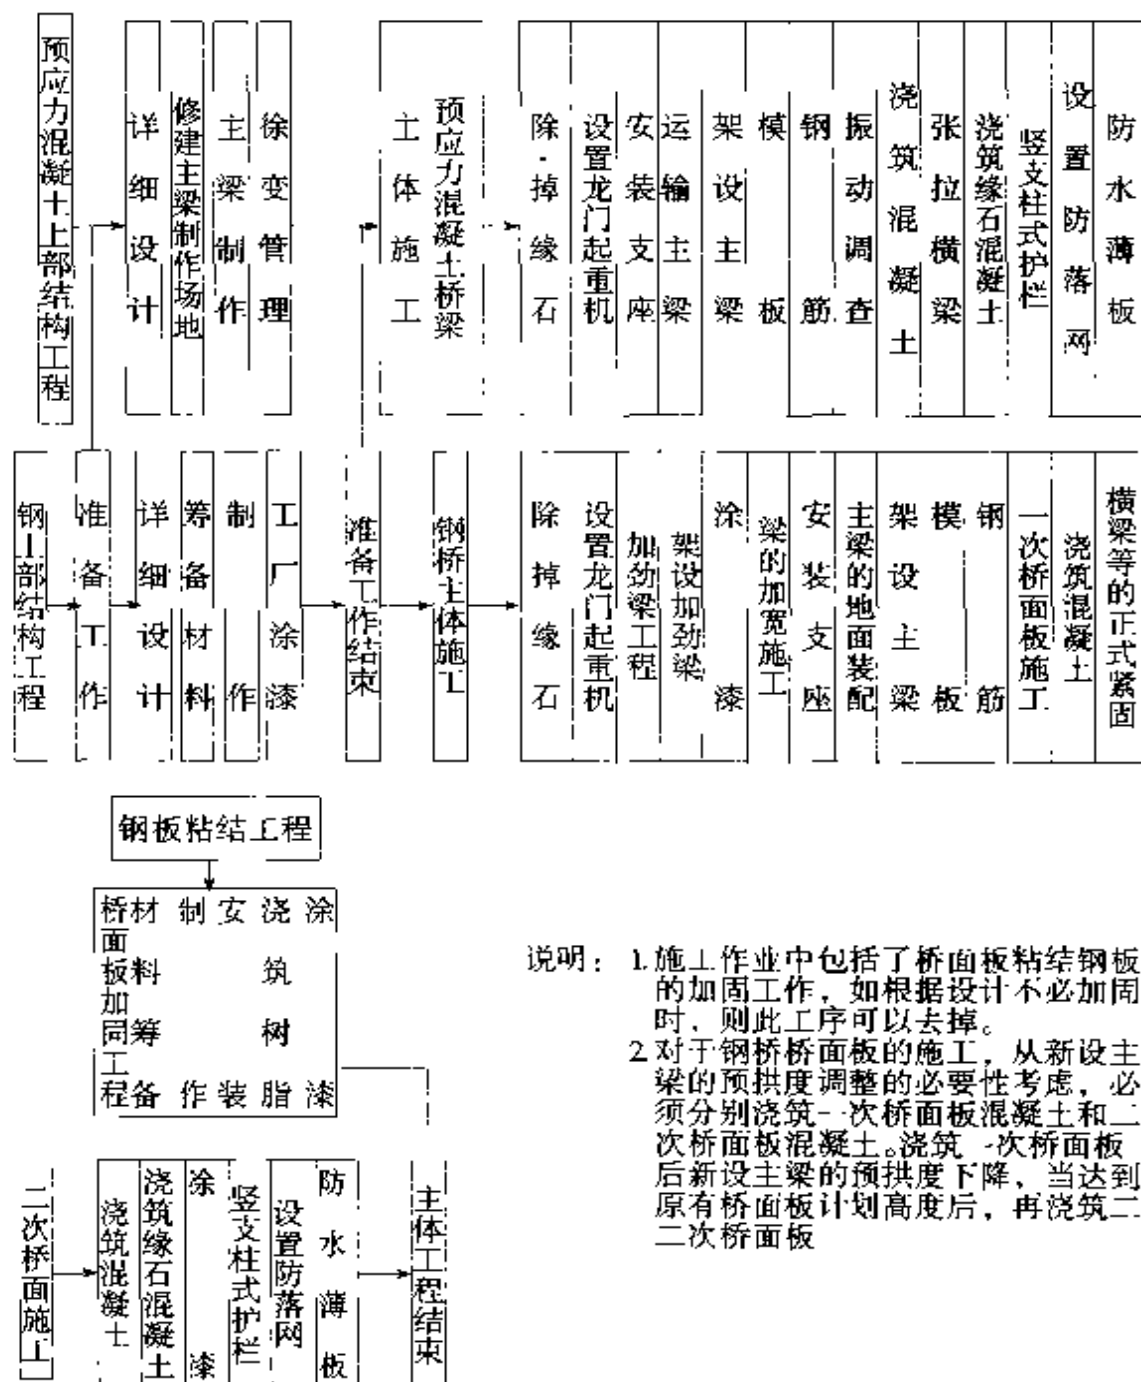 预应力混凝土上部结构工程
详细设计
修建主梁制作场地
主梁制作
徐变管理
主体施工
预应力混凝土桥梁
除掉缘石
设置龙门起重机
安装支座
运输主梁
架设主梁
模板
钢筋
振动调查
浇筑混凝土
张拉横梁
浇筑缘石混凝土
竖支柱式护栏
设置防落网
防水薄板
钢上部结构工程
准备工作
详细设计
筹备材料
制作
工厂涂漆
准备工作结束
钢桥主体施工
除掉缘石
设置龙门起重机
加劲梁工程
架设加劲梁
涂漆
梁的加宽施工
安装支座
主梁的地面装配
架设主梁
模板
钢筋
一次桥面板施工
浇筑混凝土
横梁等的正式紧固
钢板粘结工程
桥面板加同工程
材料筹备
制作
安装
浇筑树脂
涂漆
二次桥面施工
浇筑混凝土
浇筑缘石混凝土
涂漆
竖支柱式护栏
设置防落网
防水薄板
主体工程结束
说明：1.施工作业中包括了桥面板粘结钢板
的加固工作，如根据设计不必加固
时，则此工序可以去掉。
2.对于钢桥桥面板的施工，从新设主
梁的预拱度调整的必要性考虑，必
须分别浇筑一次桥面板混凝土和二
次桥面板混凝土。浇筑一次桥面板
后新设主梁的预拱度下降，当达到
原有桥面板计划高度后，再浇筑二
二次桥面板